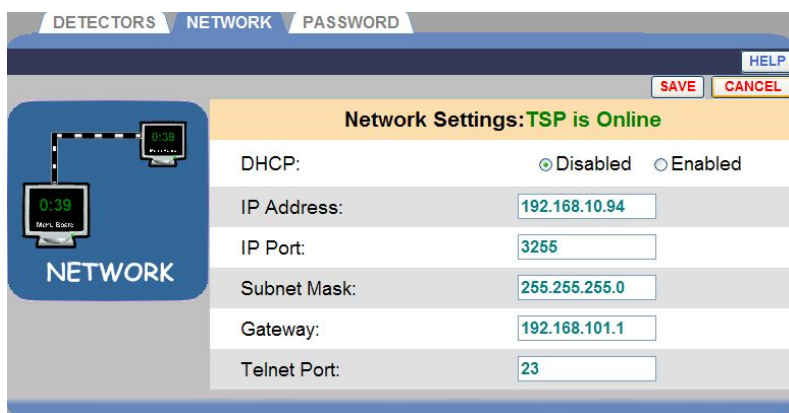 DETECTORS NETWORK PASSWORD
HELP
SAVE CANCEL
Network Settings:TSP is Online
DHCP: Disabled Enabled
IP Address: 192.168.10.94
IP Port: 3255
Subnet Mask: 255.255.255.0
Gateway: 192.168.101.1
Telnet Port: 23
0:39
0:39
Menu Board
NETWORK